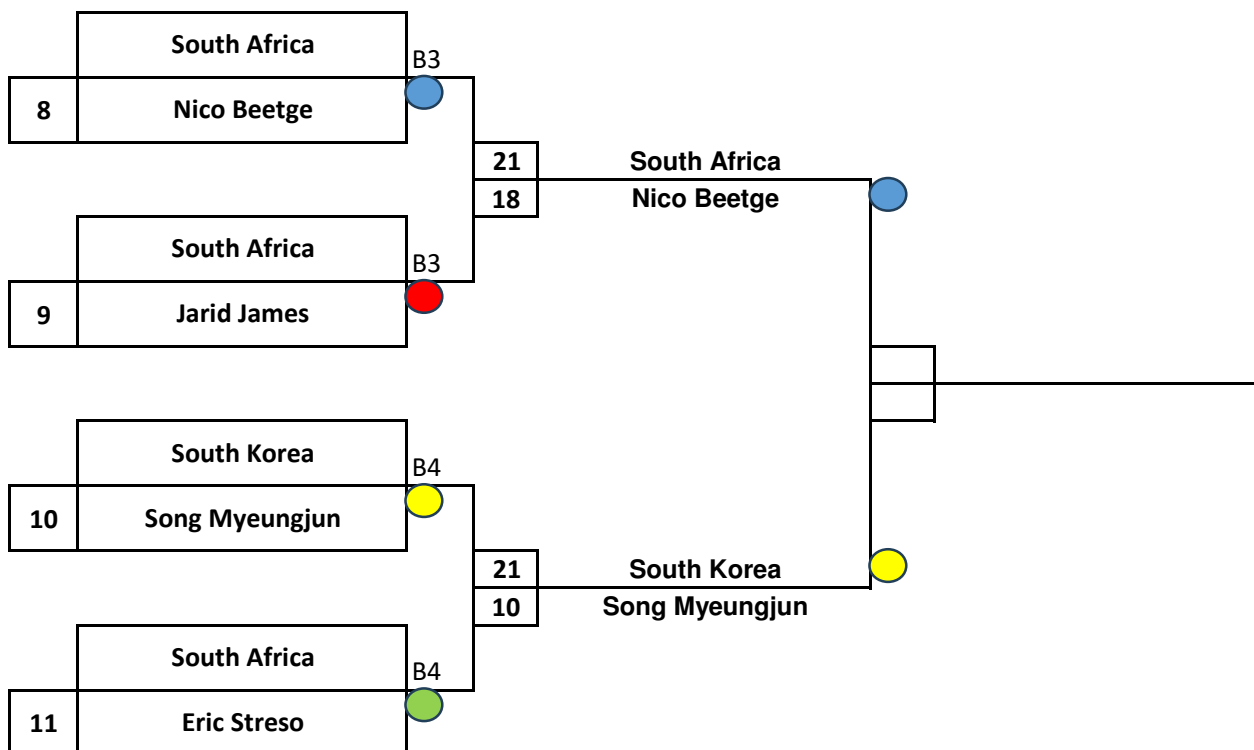 South Africa
B3
8
Nico Beetge
21
South Africa
18
Nico Beetge
South Africa
B3
9
Jarid James
South Korea
B4
10
Song Myeungjun
21
South Korea
10
Song Myeungjun
South Africa
B4
11
Eric Streso